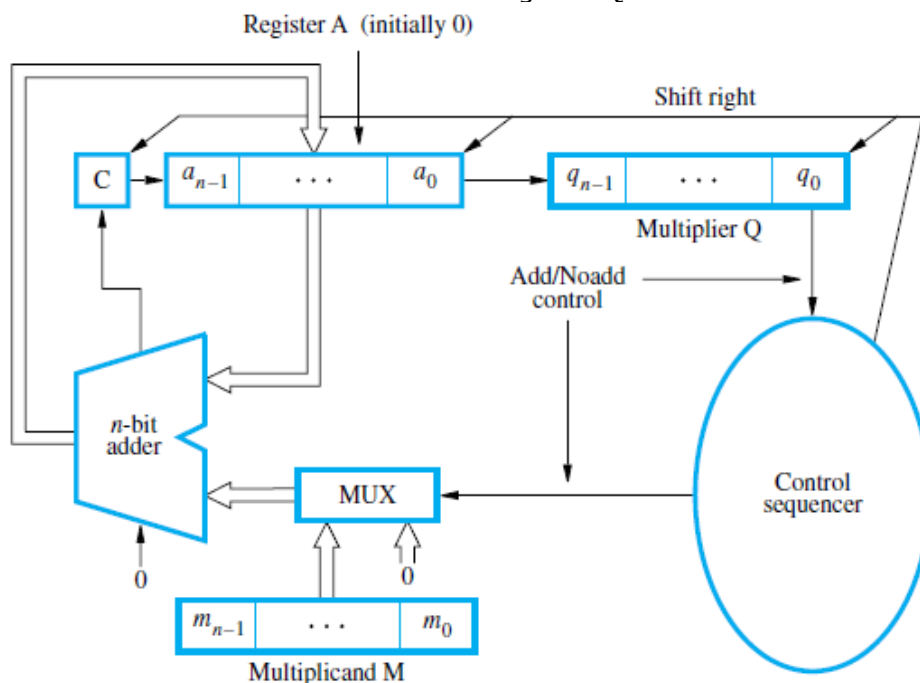 Register A (initially 0)
Shift right
C
a_{n−1} . . . a_0
q_{n−1} . . . q_0
Multiplier Q
Add/Noadd
control
n-bit
adder
MUX
Control
sequencer
0
0
m_{n−1} . . . m_0
Multiplicand M